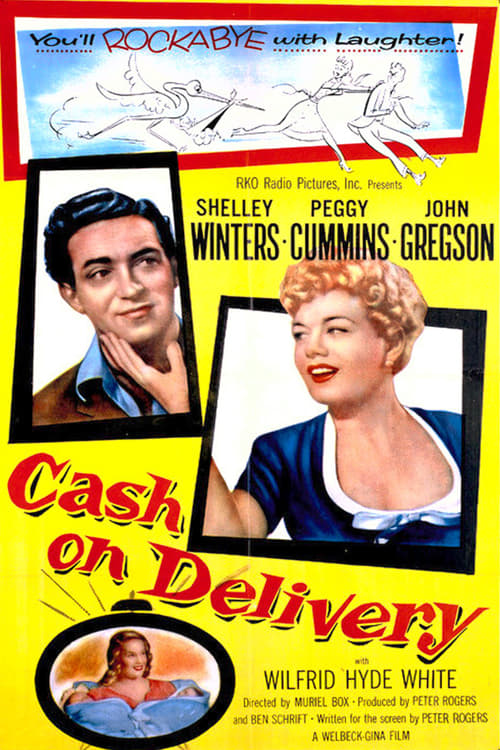 You'll ROCKABYE with Laughter!
RKO Radio Pictures, Inc. Presents
SHELLEY PEGGY JOHN
WINTERS · CUMMINS · GREGSON
Cash
on Delivery
with
WILFRID HYDE WHITE
Directed by MURIEL BOX · Produced by PETER ROGERS
AND BEN SCHRIFT · Written for the screen by PETER ROGERS
A WELBECK-GINA FILM